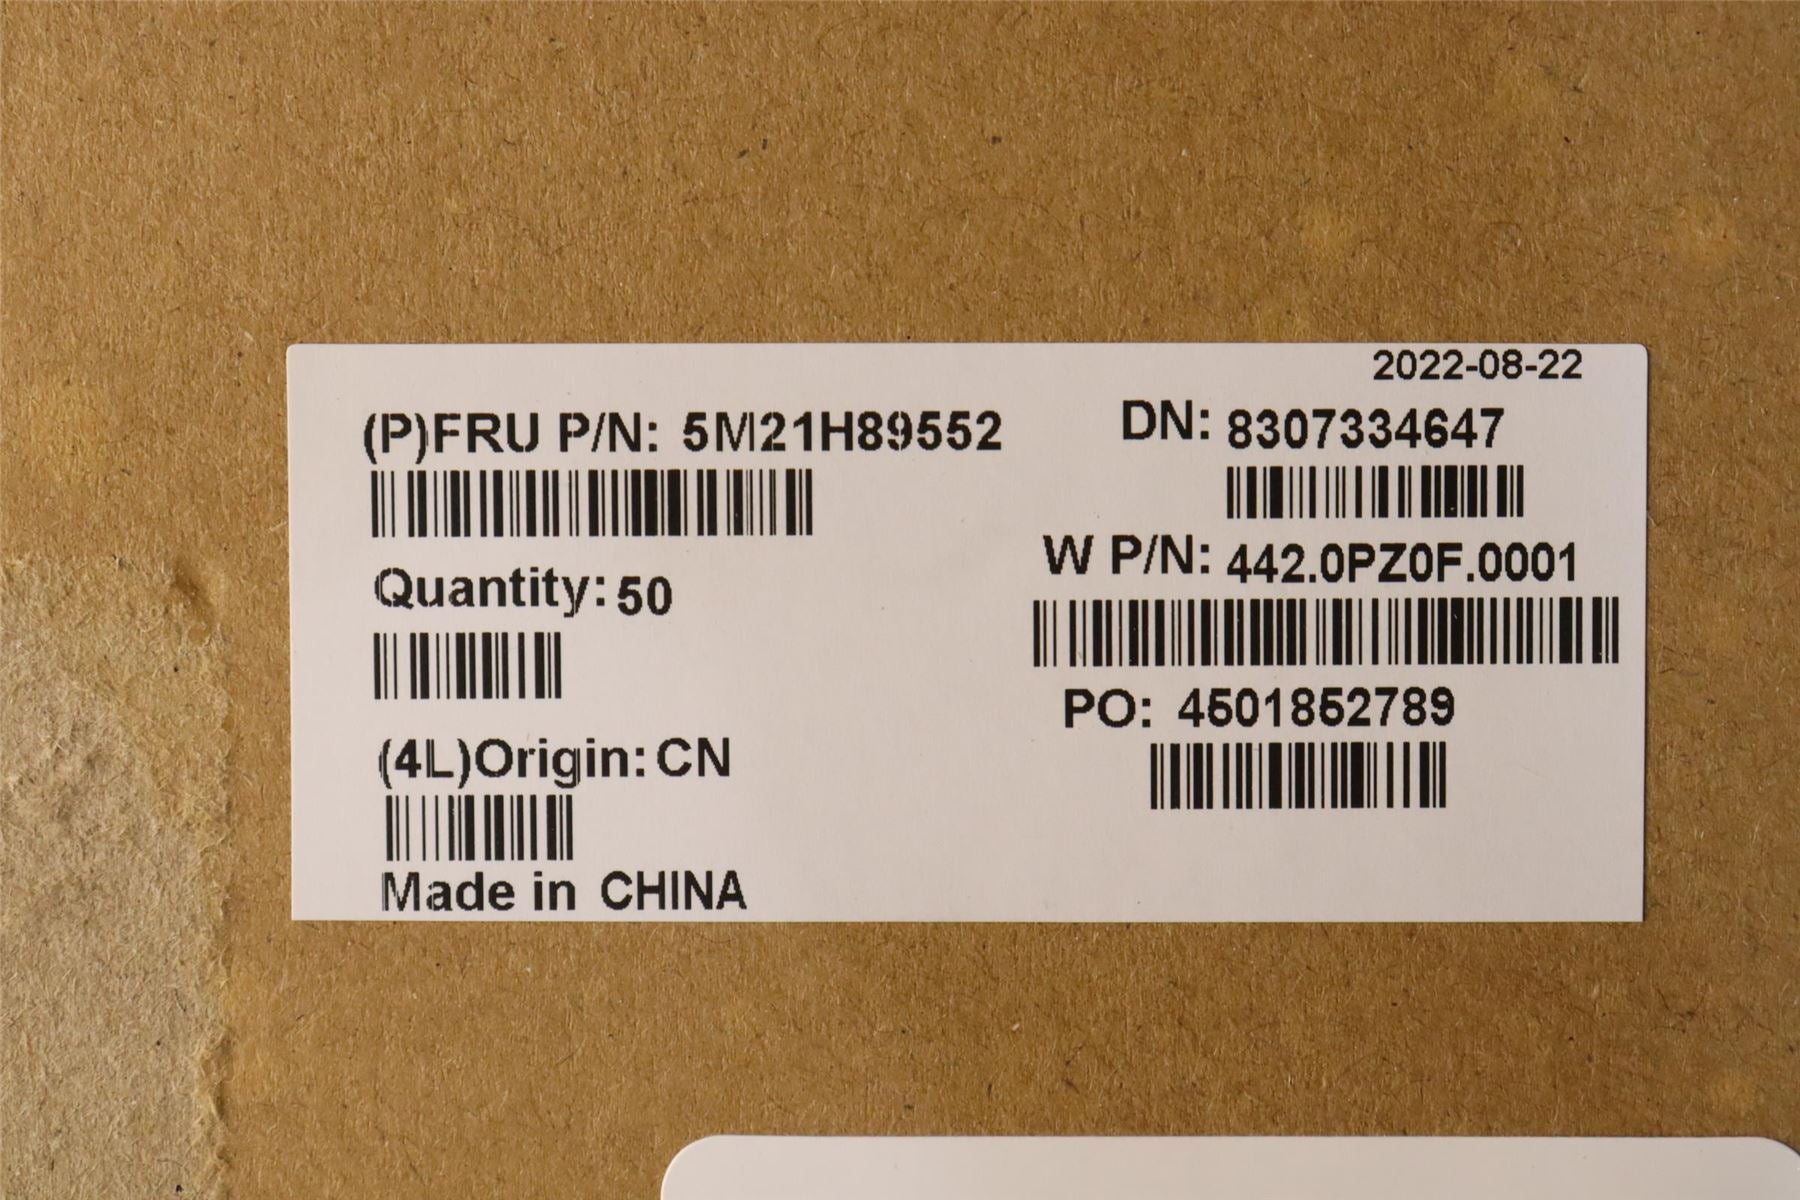 2022-08-22
(P)FRU P/N: 5M21H89552
DN: 8307334647
W P/N: 442.0PZ0F.0001
Quantity: 50
PO: 4501852789
(4L)Origin: CN
Made in CHINA